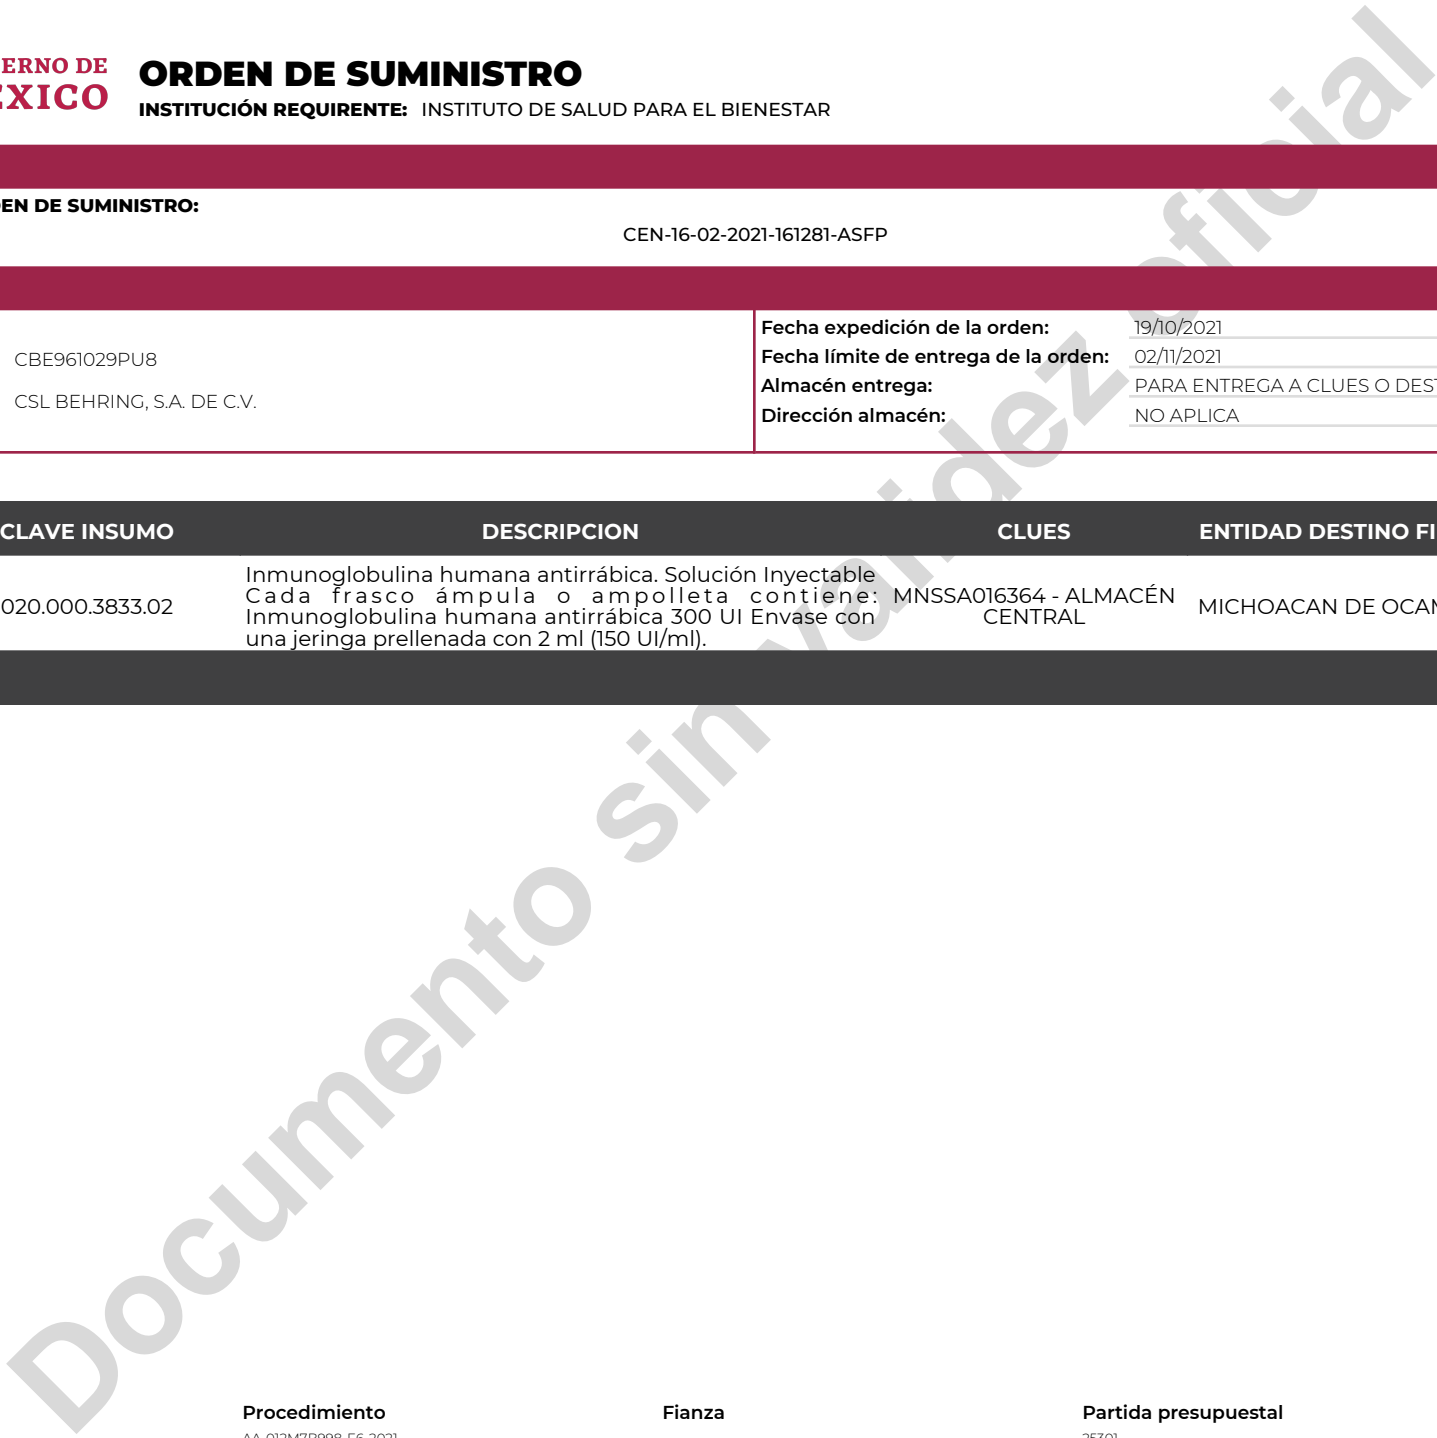 ERNO DE
EXICO
ORDEN DE SUMINISTRO
INSTITUCIÓN REQUIRENTE: INSTITUTO DE SALUD PARA EL BIENESTAR
EN DE SUMINISTRO:
CEN-16-02-2021-161281-ASFP
CBE961029PU8
CSL BEHRING, S.A. DE C.V.
Fecha expedición de la orden: 19/10/2021
Fecha límite de entrega de la orden: 02/11/2021
Almacén entrega: PARA ENTREGA A CLUES O DEST
Dirección almacén: NO APLICA
CLAVE INSUMO DESCRIPCION CLUES ENTIDAD DESTINO FI
020.000.3833.02
Inmunoglobulina humana antirrábica. Solución Inyectable
Cada frasco ámpula o ampolleta contiene:
Inmunoglobulina humana antirrábica 300 UI Envase con
una jeringa prellenada con 2 ml (150 UI/ml).
MNSSA016364 - ALMACÉN
CENTRAL
MICHOACAN DE OCAM
Documento sin validez oficial
Procedimiento Fianza Partida presupuestal